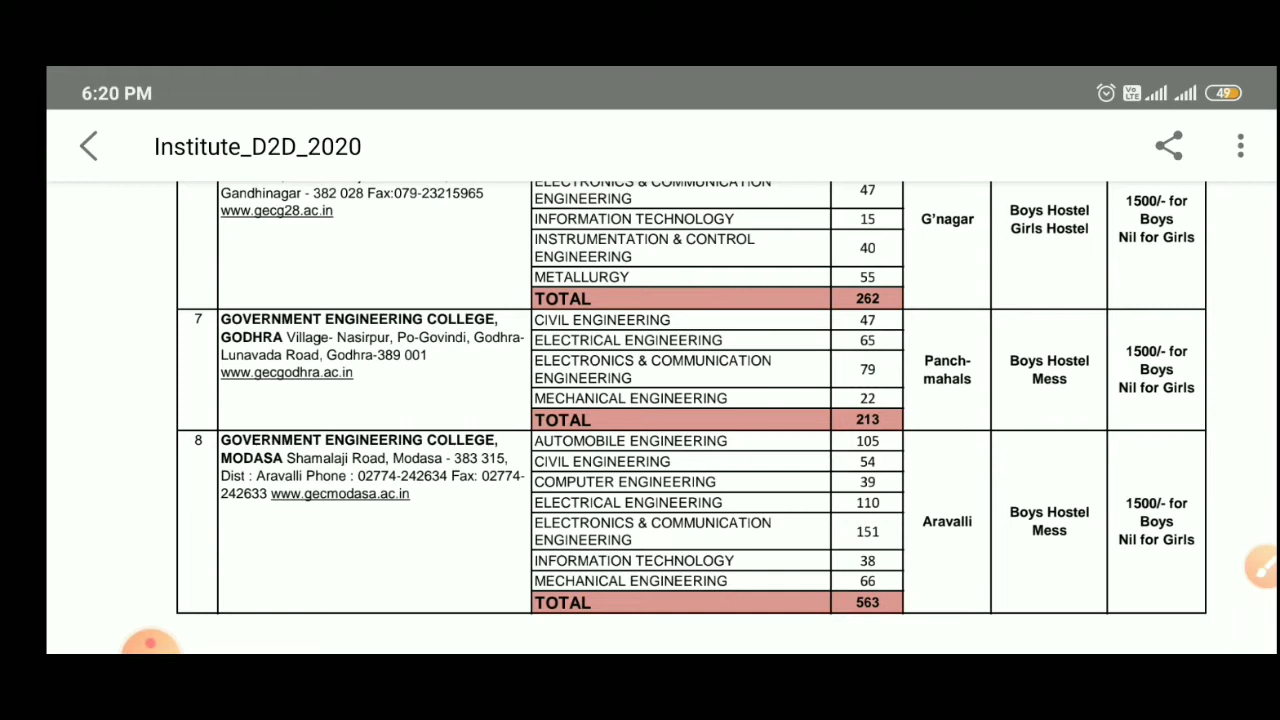 6:20 PM
Vo LTE
49
Institute_D2D_2020
Gandhinagar - 382 028 Fax:079-23215965
www.gecg28.ac.in
ELECTRONICS & COMMUNICATION
ENGINEERING
47
INFORMATION TECHNOLOGY
15
INSTRUMENTATION & CONTROL
ENGINEERING
40
METALLURGY
55
TOTAL
262
G'nagar
Boys Hostel
Girls Hostel
1500/- for
Boys
Nil for Girls
7
GOVERNMENT ENGINEERING COLLEGE,
GODHRA Village- Nasirpur, Po-Govindi, Godhra-
Lunavada Road, Godhra-389 001
www.gecgodhra.ac.in
CIVIL ENGINEERING
47
ELECTRICAL ENGINEERING
65
ELECTRONICS & COMMUNICATION
ENGINEERING
79
MECHANICAL ENGINEERING
22
TOTAL
213
Panch-
mahals
Boys Hostel
Mess
1500/- for
Boys
Nil for Girls
8
GOVERNMENT ENGINEERING COLLEGE,
MODASA Shamalaji Road, Modasa - 383 315,
Dist : Aravalli Phone : 02774-242634 Fax: 02774-
242633 www.gecmodasa.ac.in
AUTOMOBILE ENGINEERING
105
CIVIL ENGINEERING
54
COMPUTER ENGINEERING
39
ELECTRICAL ENGINEERING
110
ELECTRONICS & COMMUNICATION
ENGINEERING
151
INFORMATION TECHNOLOGY
38
MECHANICAL ENGINEERING
66
TOTAL
563
Aravalli
Boys Hostel
Mess
1500/- for
Boys
Nil for Girls